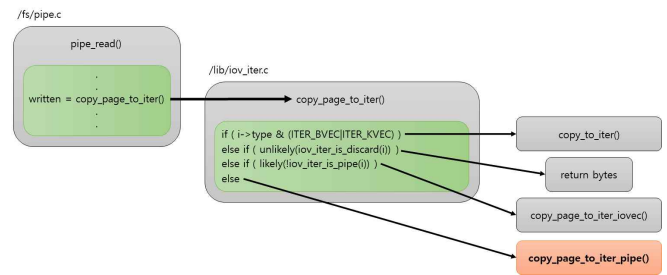 /fs/pipe.c
pipe_read()
.
.
written = copy_page_to_iter()
.
.
/lib/iov_iter.c
copy_page_to_iter()
if ( i->type & (ITER_BVEC|ITER_KVEC) )
else if ( unlikely(iov_iter_is_discard(i)) )
else if ( likely(!iov_iter_is_pipe(i)) )
else
copy_to_iter()
return bytes
copy_page_to_iter_iovec()
copy_page_to_iter_pipe()